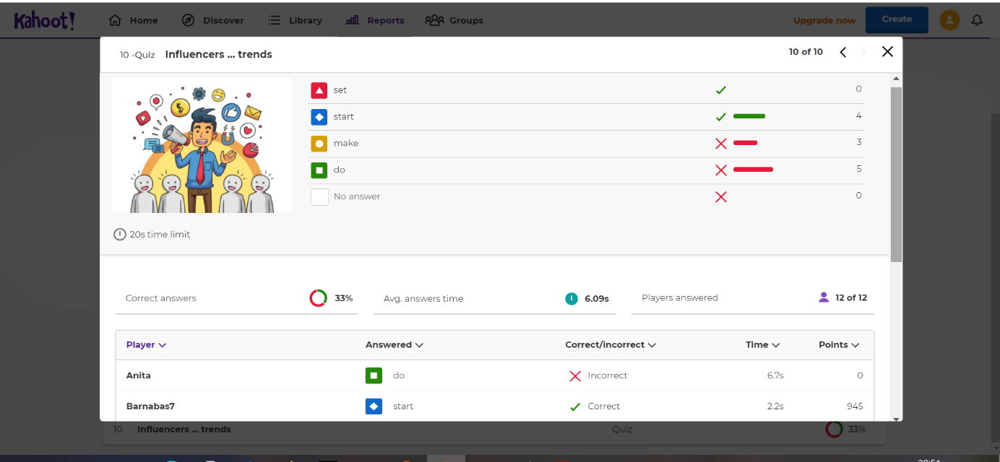 Kahoot!
Home
Discover
Library
Reports
Groups
Upgrade now
Create
10 -Quiz Influencers ... trends
10 of 10
set 0
start 4
make 3
do 5
No answer 0
20s time limit
Correct answers 33%
Avg. answers time 6.09s
Players answered 12 of 12
Player Answered Correct/incorrect Time Points
Anita do Incorrect 6.7s 0
Barnabas7 start Correct 2.2s 945
10 Influencers ... trends Quiz 33%